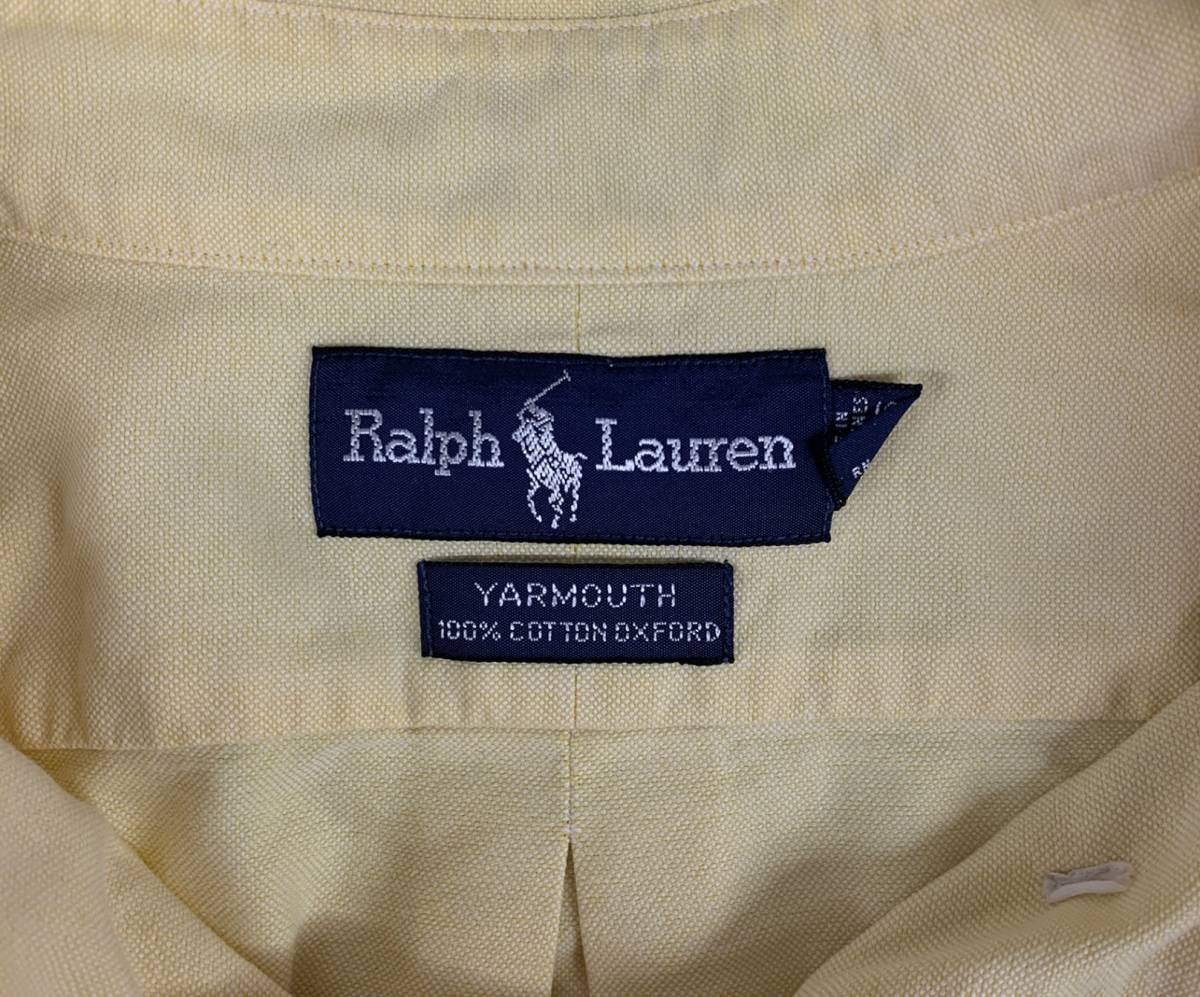 Ralph Lauren
YARMOUTH
100% COTTON OXFORD